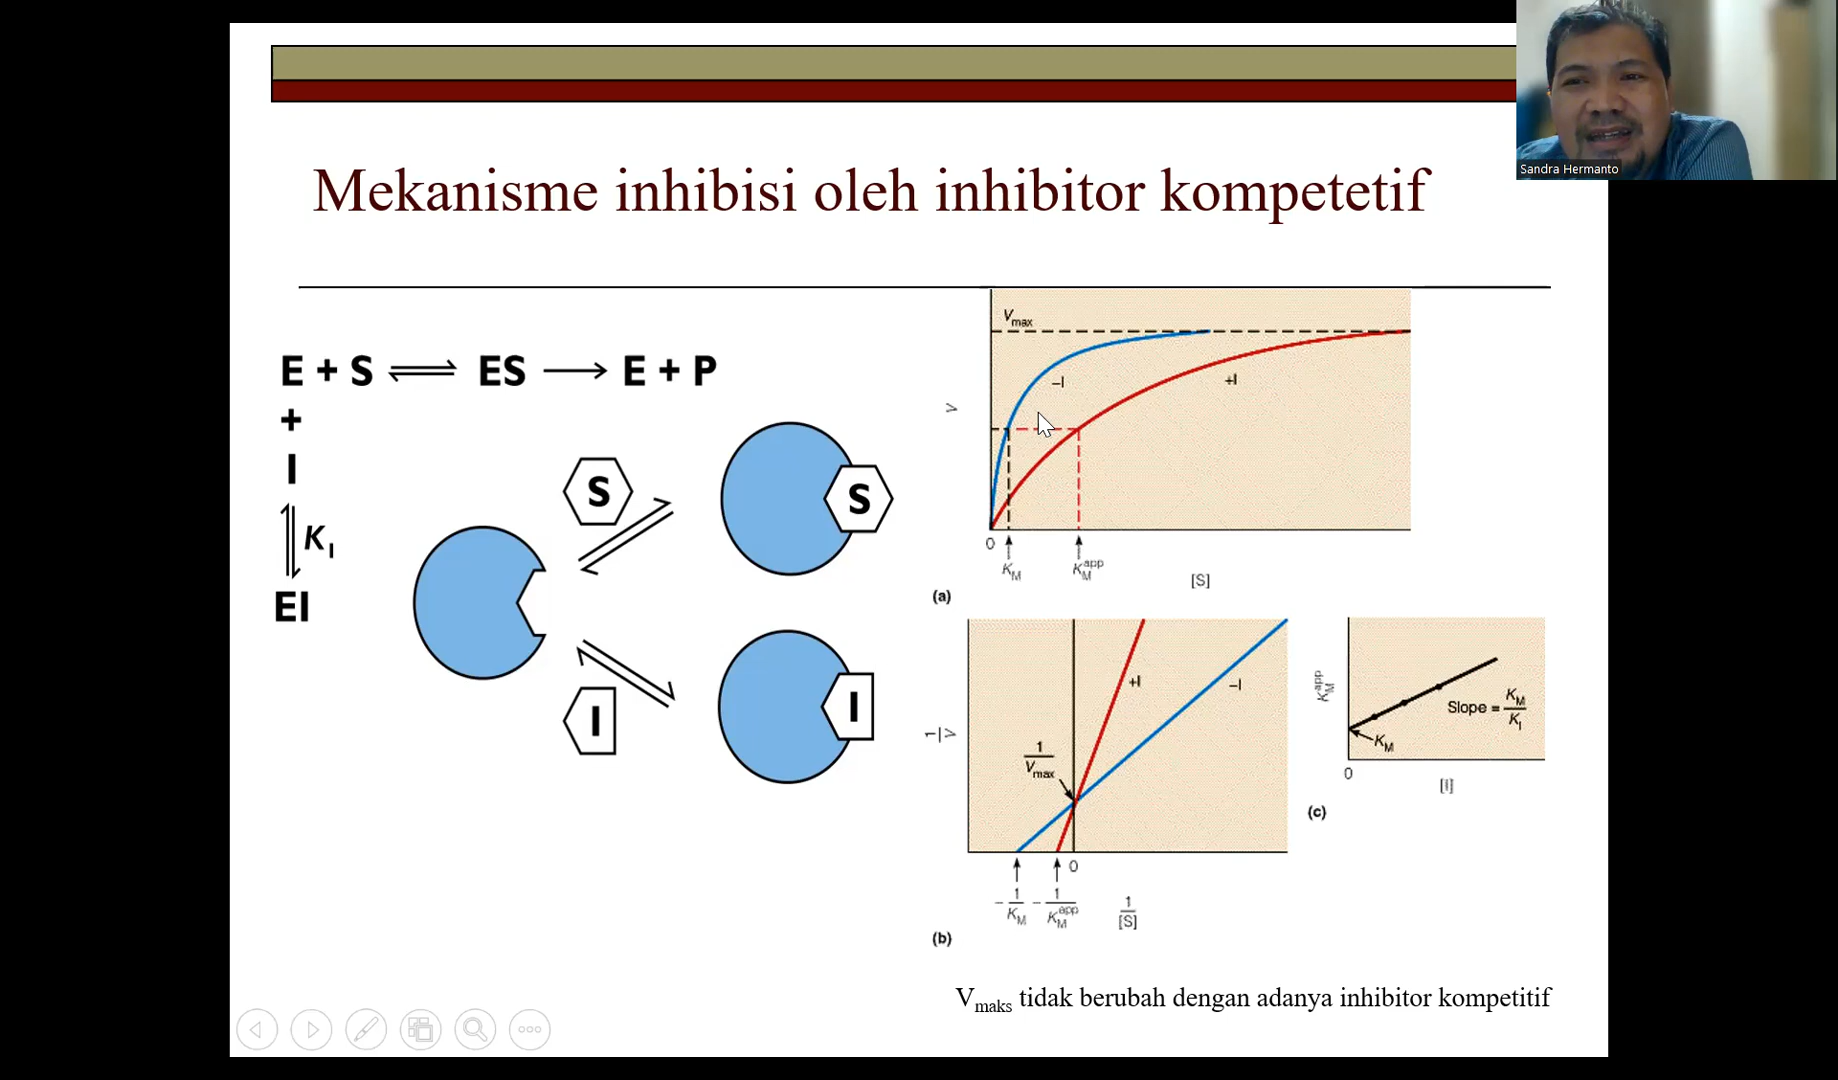 Sandra Hermanto
Mekanisme inhibisi oleh inhibitor kompetetif
E + S ⇌ ES ⟶ E + P
+
I
K_I
EI
S
S
I
I
V_max
–I
+I
V
0
K_M
K_M^app
[S]
(a)
+I
–I
1/V
1/V_max
0
–1/K_M
–1/K_M^app
1/[S]
(b)
K_M^app
Slope = K_M/K_I
K_M
0
[I]
(c)
V_maks tidak berubah dengan adanya inhibitor kompetitif